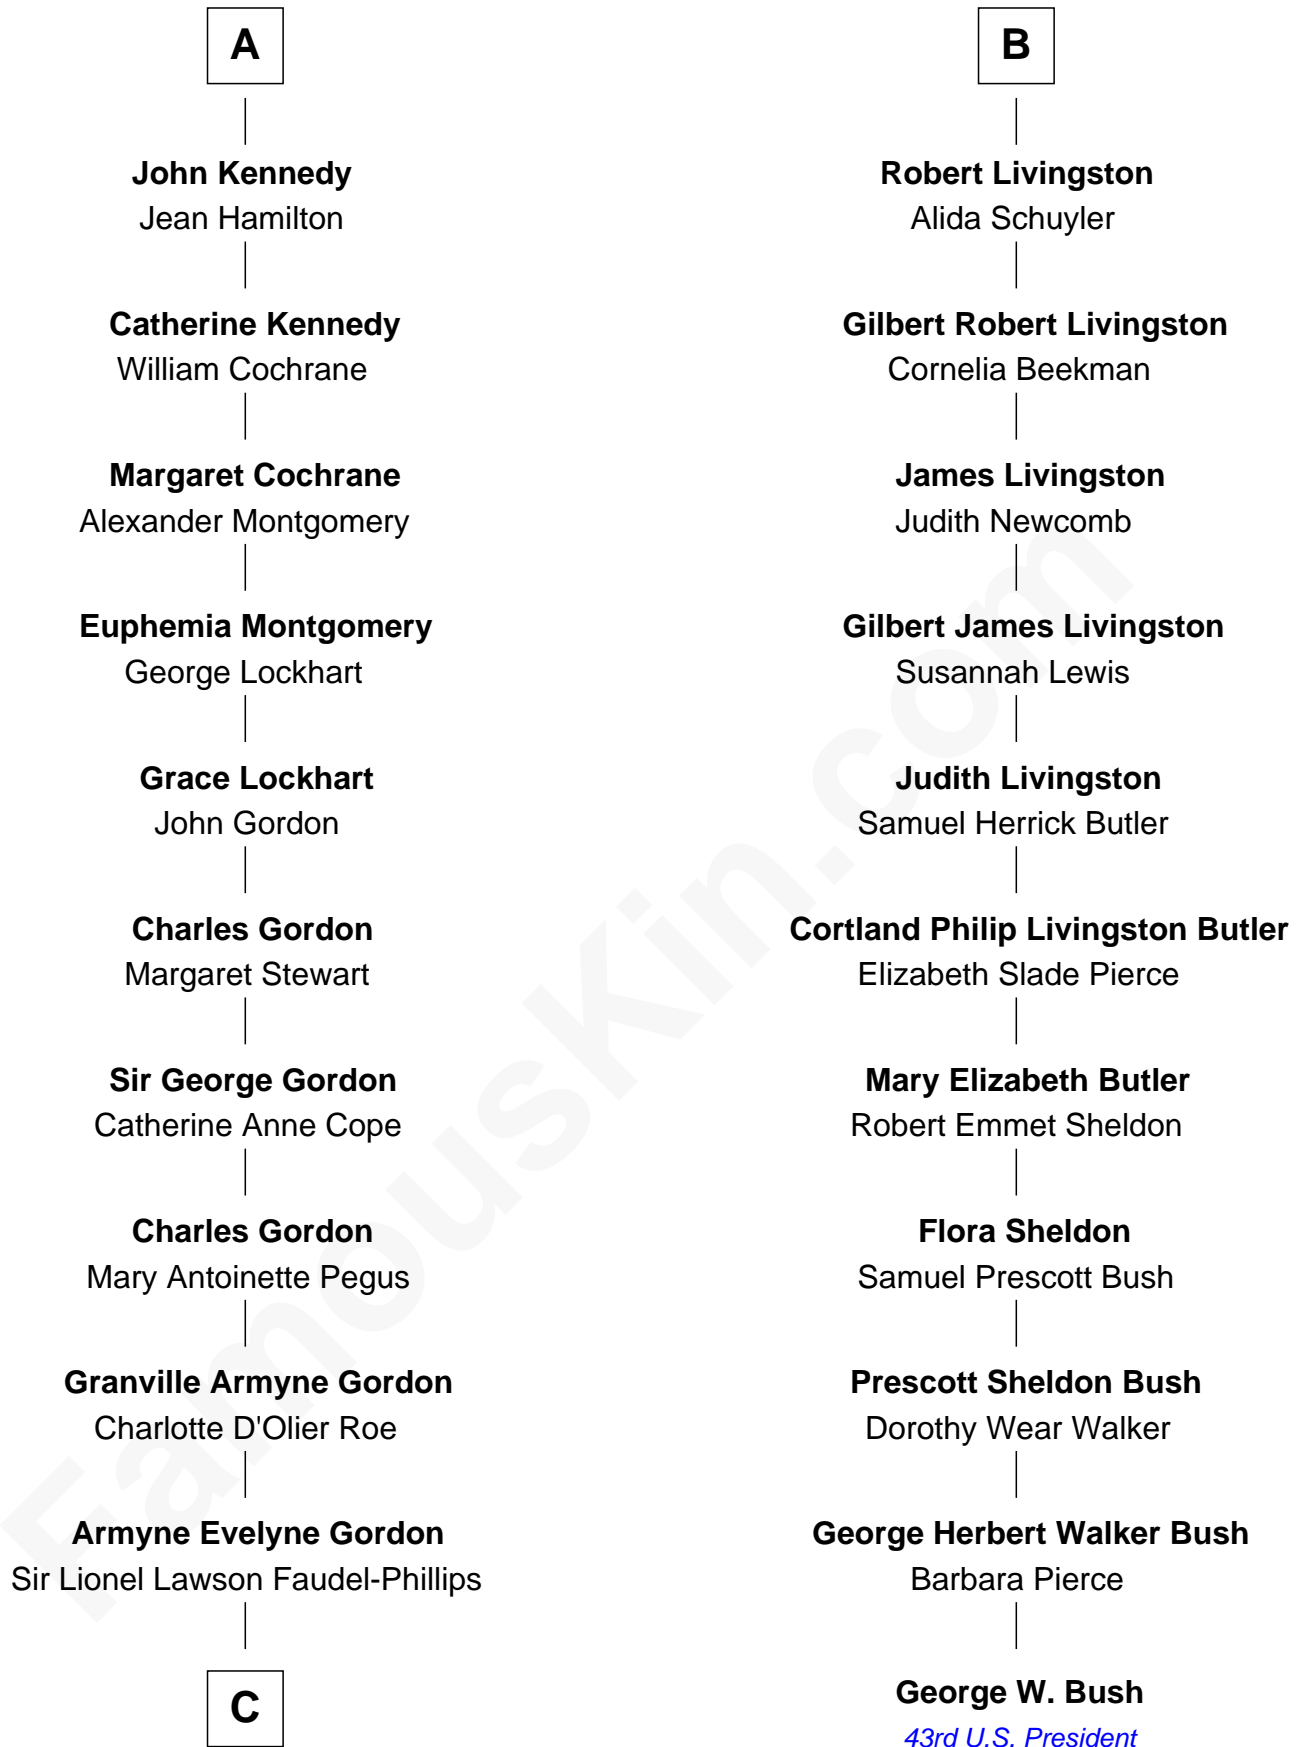 A
John Kennedy
Jean Hamilton
Catherine Kennedy
William Cochrane
Margaret Cochrane
Alexander Montgomery
Euphemia Montgomery
George Lockhart
Grace Lockhart
John Gordon
Charles Gordon
Margaret Stewart
Sir George Gordon
Catherine Anne Cope
Charles Gordon
Mary Antoinette Pegus
Granville Armyne Gordon
Charlotte D'Olier Roe
Armyne Evelyne Gordon
Sir Lionel Lawson Faudel-Phillips
C
B
Robert Livingston
Alida Schuyler
Gilbert Robert Livingston
Cornelia Beekman
James Livingston
Judith Newcomb
Gilbert James Livingston
Susannah Lewis
Judith Livingston
Samuel Herrick Butler
Cortland Philip Livingston Butler
Elizabeth Slade Pierce
Mary Elizabeth Butler
Robert Emmet Sheldon
Flora Sheldon
Samuel Prescott Bush
Prescott Sheldon Bush
Dorothy Wear Walker
George Herbert Walker Bush
Barbara Pierce
George W. Bush
43rd U.S. President
FamousKin.com